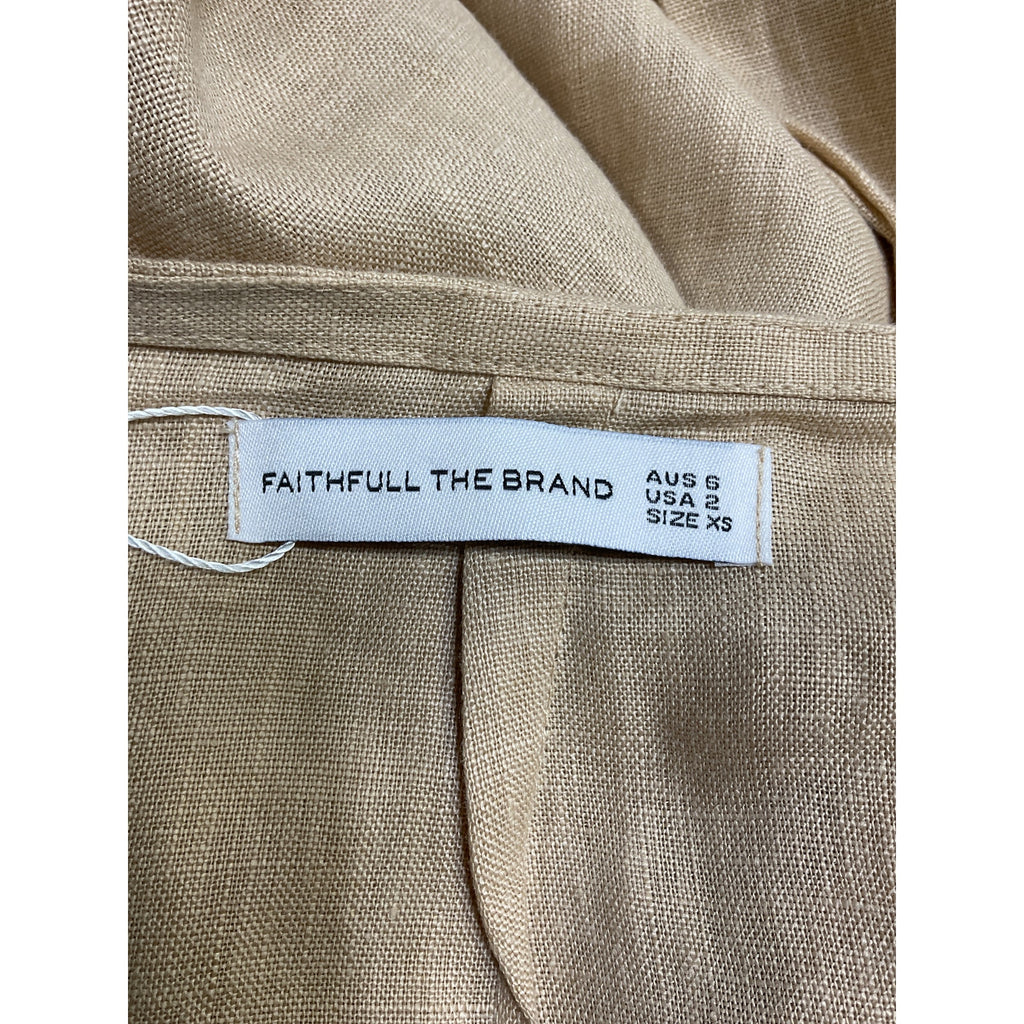 FAITHFULL THE BRAND
AUS 6
USA 2
SIZE XS